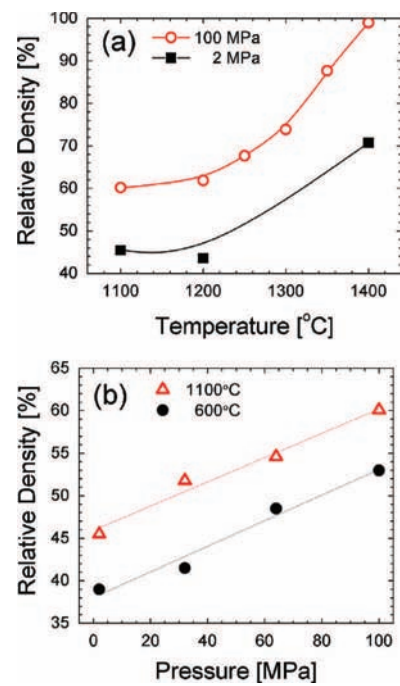 100
90
80
70
60
50
40
Relative Density [%]
(a)
100 MPa
2 MPa
1100 1200 1300 1400
Temperature [°C]
65
60
55
50
45
40
35
Relative Density [%]
(b)
1100°C
600°C
0 20 40 60 80 100
Pressure [MPa]